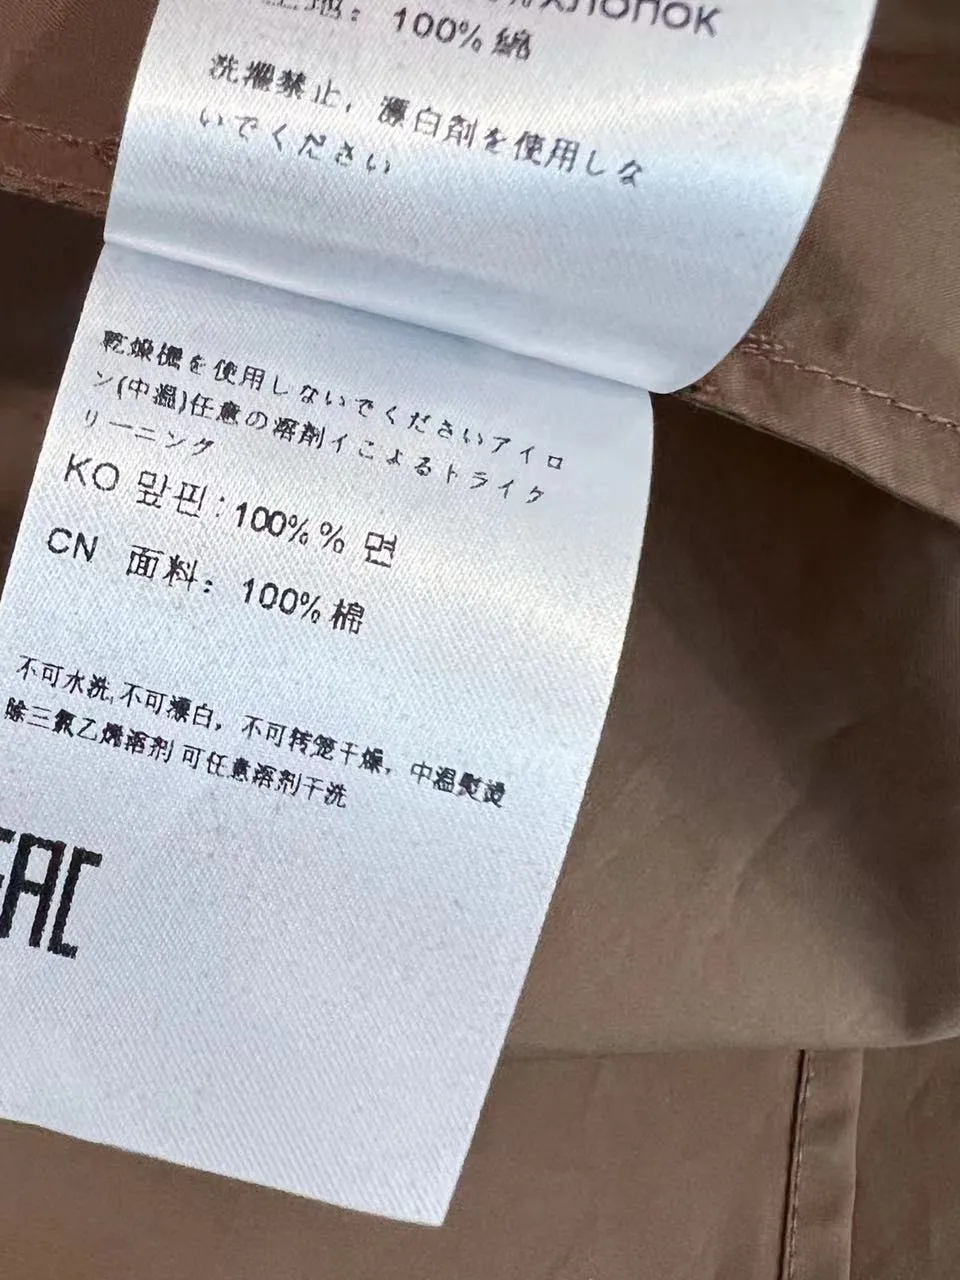 ХЛОПОК
地：100% 綿
洗濯禁止，漂白剤を使用しな
いでください
乾燥機を使用しないでくださいアイロ
ン(中温)任意の溶剤イこよるトライク
リーニング
KO 맢핀: 100%% 면
CN 面料：100% 棉
不可水洗,不可漂白，不可转笼干燥，中温熨烫
除三氯乙烯溶剂 可任意溶剂干洗
EAC